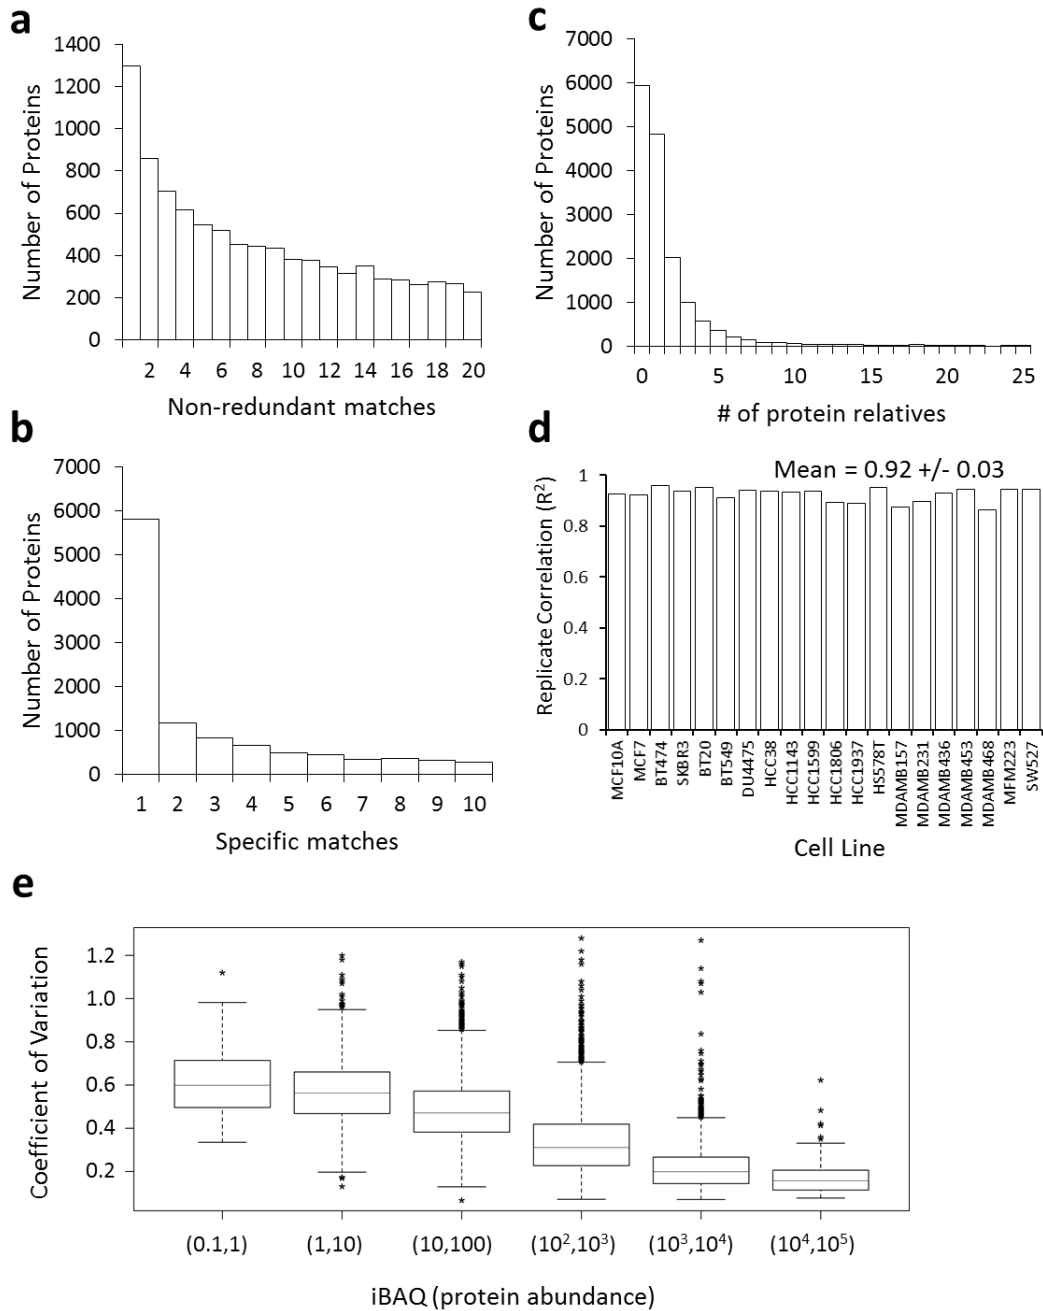 a
1400
1200
1000
800
600
400
200
0
Number of Proteins
2 4 6 8 10 12 14 16 18 20
Non-redundant matches
b
7000
6000
5000
4000
3000
2000
1000
0
Number of Proteins
1 2 3 4 5 6 7 8 9 10
Specific matches
c
7000
6000
5000
4000
3000
2000
1000
0
Number of Proteins
0 5 10 15 20 25
# of protein relatives
d
Mean = 0.92 +/- 0.03
1
0.8
0.6
0.4
0.2
0
Replicate Correlation (R²)
MCF10A
MCF7
BT474
SKBR3
BT20
BT549
DU4475
HCC38
HCC1143
HCC1599
HCC1806
HCC1937
HS578T
MDAMB157
MDAMB231
MDAMB436
MDAMB453
MDAMB468
MFM223
SW527
Cell Line
e
1.2
1.0
0.8
0.6
0.4
0.2
Coefficient of Variation
(0.1,1) (1,10) (10,100) (10²,10³) (10³,10⁴) (10⁴,10⁵)
iBAQ (protein abundance)